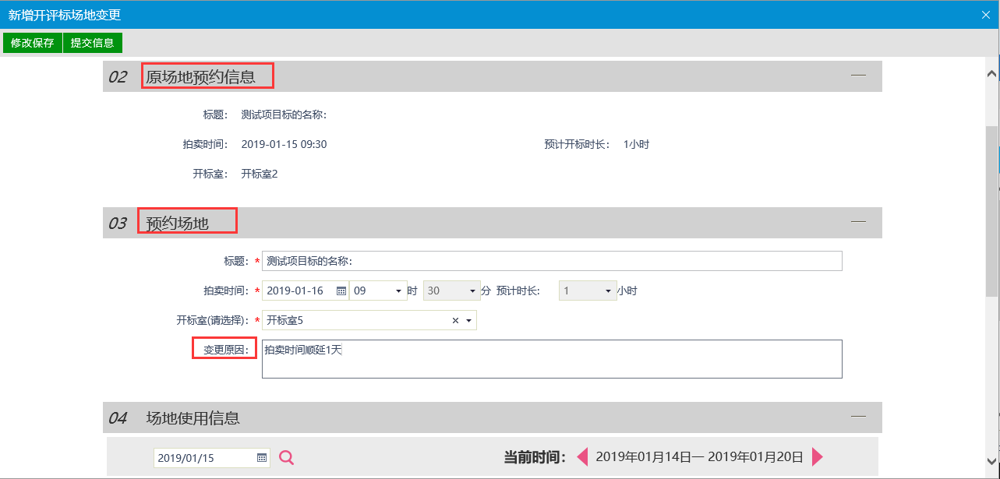 新增开评标场地变更
修改保存 提交信息
02 原场地预约信息
标题： 测试项目标的名称:
拍卖时间： 2019-01-15 09:30 预计开标时长： 1小时
开标室： 开标室2
03 预约场地
标题： * 测试项目标的名称:
拍卖时间： * 2019-01-16 09 时 30 分 预计时长: 1 小时
开标室(请选择)： * 开标室5
变更原因： 拍卖时间顺延1天
04 场地使用信息
2019/01/15 当前时间： 2019年01月14日— 2019年01月20日